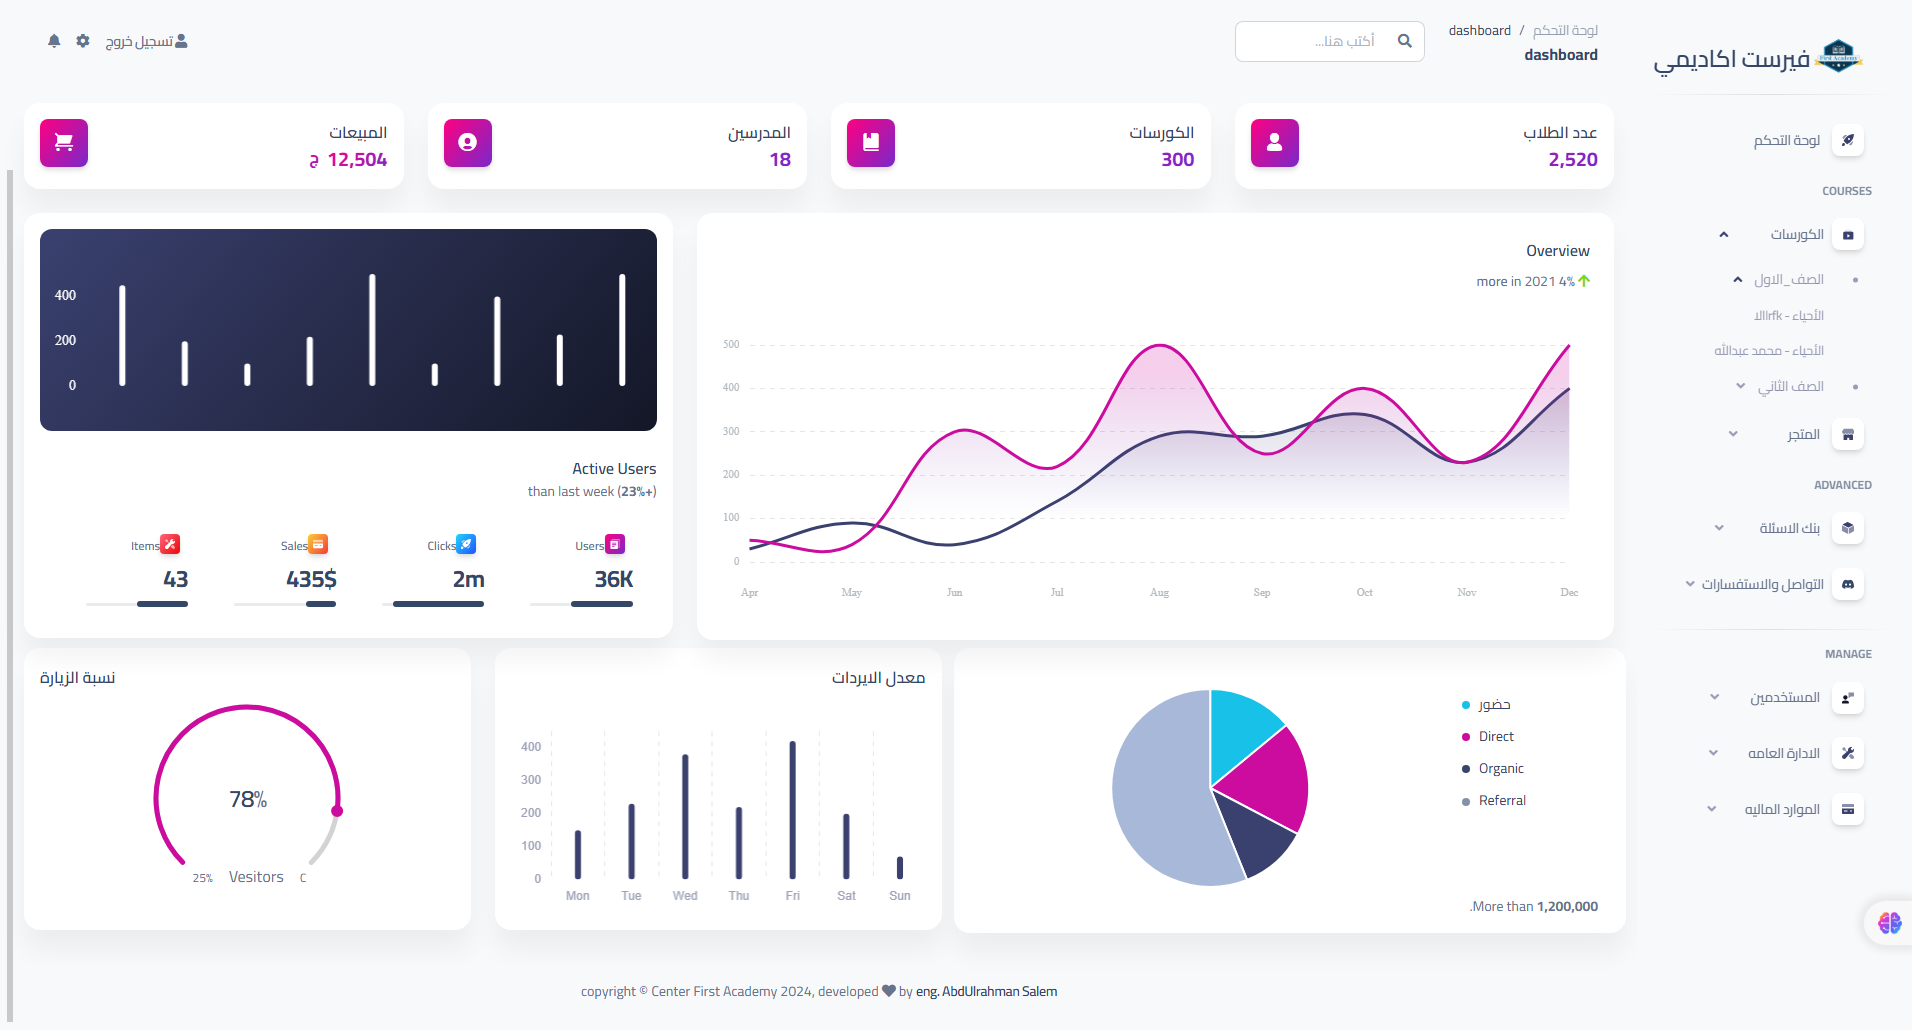 فيرست اكاديمي
لوحة التحكم
COURSES
الكورسات
الصف_الاول
الأحياء - rfkاالا
الأحياء - محمد عبدالله
الصف الثاني
المتجر
ADVANCED
بنك الاسئلة
التواصل والاستفسارات
MANAGE
المستخدمين
الادارة العامه
الموارد الماليه
لوحة التحكم / dashboard
dashboard
أكتب هنا...
تسجيل خروج
عدد الطلاب
2,520
الكورسات
300
المدرسين
18
المبيعات
12,504 ج
Overview
more in 2021 4%
500
400
300
200
100
0
Apr May Jun Jul Aug Sep Oct Nov Dec
400
200
0
Active Users
than last week (23%+)
Users
36K
Clicks
2m
Sales
435$
Items
43
حضور
Direct
Organic
Referral
.More than 1,200,000
معدل الايردات
400
300
200
100
0
Mon Tue Wed Thu Fri Sat Sun
نسبة الزيارة
78%
25% Vesitors C
copyright © Center First Academy 2024, developed by eng. AbdUlrahman Salem